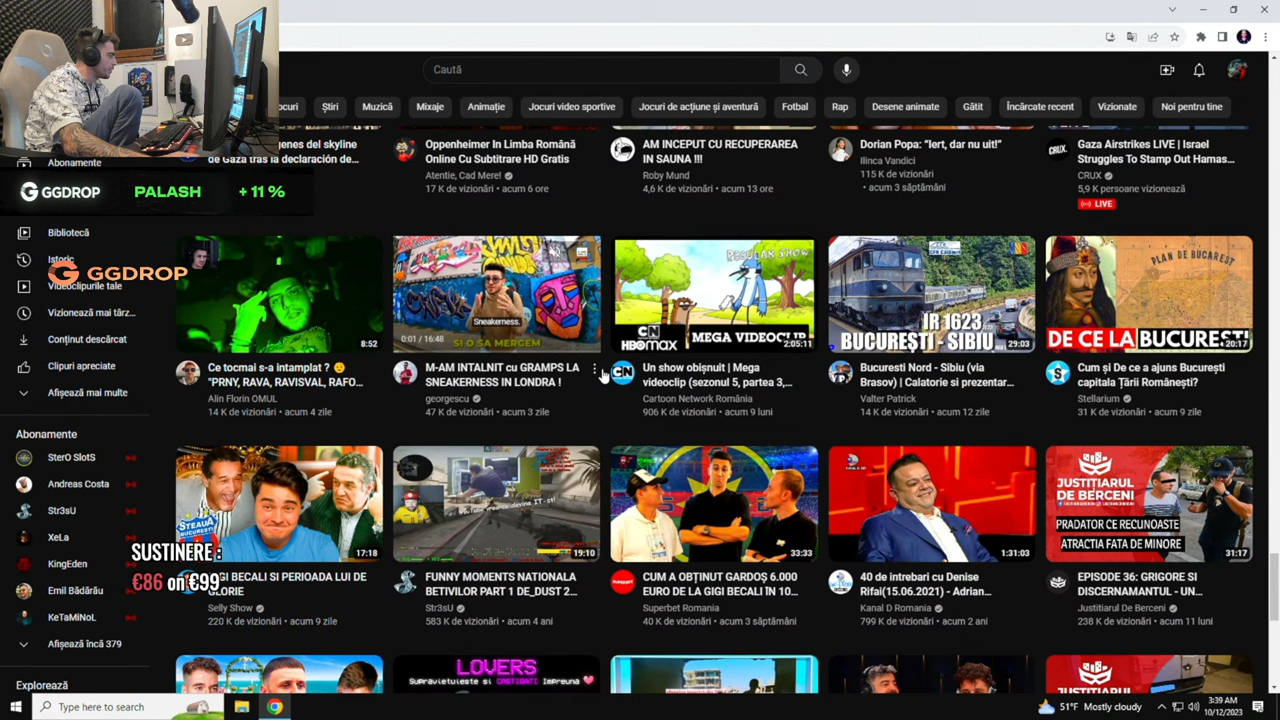 Caută
Jocuri
Știri
Muzică
Mixaje
Animație
Jocuri video sportive
Jocuri de acțiune și aventură
Fotbal
Rap
Desene animate
Gătit
Încărcate recent
Vizionate
Noi pentru tine
Abonamente
GGDROP PALASH + 11 %
Bibliotecă
Istoric
GGDROP
Videoclipurile tale
Vizionează mai târz...
Conținut descărcat
Clipuri apreciate
Afișează mai multe
Abonamente
SterO SlotS
Andreas Costa
Str3sU
XeLa
KingEden
Emil Bădărău
KeTaMiNoL
Afișează încă 379
Explorează
SUSTINERE :
€86 on €99
genes del skyline
de Gaza tras la declaración de...
Oppenheimer In Limba Română
Online Cu Subtitrare HD Gratis
Atentie, Cad Mere!
17 K de vizionări • acum 6 ore
AM INCEPUT CU RECUPERAREA
IN SAUNA !!!
Roby Mund
4,6 K de vizionări • acum 13 ore
Dorian Popa: “Iert, dar nu uit!”
Ilinca Vandici
115 K de vizionări
• acum 3 săptămâni
CRUX
Gaza Airstrikes LIVE | Israel
Struggles To Stamp Out Hamas...
CRUX
5,9 K persoane vizionează
LIVE
8:52
Ce tocmai s-a intamplat ?
"PRNY, RAVA, RAVISVAL, RAFO...
Alin Florin OMUL
14 K de vizionări • acum 4 zile
Sneakerness.
SI O SA MERGEM
0:01 / 16:48
M-AM INTALNIT cu GRAMPS LA
SNEAKERNESS IN LONDRA !
georgescu
47 K de vizionări • acum 3 zile
REGULAR SHOW
CN
HBOMAX
MEGA VIDEOCLIP
2:05:11
CN
Un show obișnuit | Mega
videoclip (sezonul 5, partea 3,...
Cartoon Network România
906 K de vizionări • acum 9 luni
IR 1623
BUCUREȘTI - SIBIU
29:03
Bucuresti Nord - Sibiu (via
Brasov) | Calatorie si prezentar...
Valter Patrick
14 K de vizionări • acum 12 zile
PLAN DE BUCAREST
DE CE LA BUCUREȘTI
20:17
Cum și De ce a ajuns București
capitala Țării Românești?
Stellarium
31 K de vizionări • acum 9 zile
STEAUA
BUCUREȘTI
17:18
GIGI BECALI SI PERIOADA LUI DE
GLORIE
Selly Show
220 K de vizionări • acum 9 zile
19:10
FUNNY MOMENTS NATIONALA
BETIVILOR PART 1 DE_DUST 2...
Str3sU
583 K de vizionări • acum 4 ani
33:33
CUM A OBȚINUT GARDOȘ 6.000
EURO DE LA GIGI BECALI ÎN 10...
Superbet Romania
40 K de vizionări • acum 3 săptămâni
1:31:03
40 de intrebari cu Denise
Rifai(15.06.2021) - Adrian...
Kanal D Romania
799 K de vizionări • acum 2 ani
JUSTIȚIARUL
DE BERCENI
PRADATOR CE RECUNOASTE
ATRACTIA FATA DE MINORE
31:17
EPISODE 36: GRIGORE SI
DISCERNAMANTUL - UN...
Justitiarul De Berceni
238 K de vizionări • acum 11 luni
LOVERS
Supraviețuiește si CASTIGATI împreuna
JUSTIȚIARUL
Type here to search
51°F Mostly cloudy
3:39 AM
10/12/2023